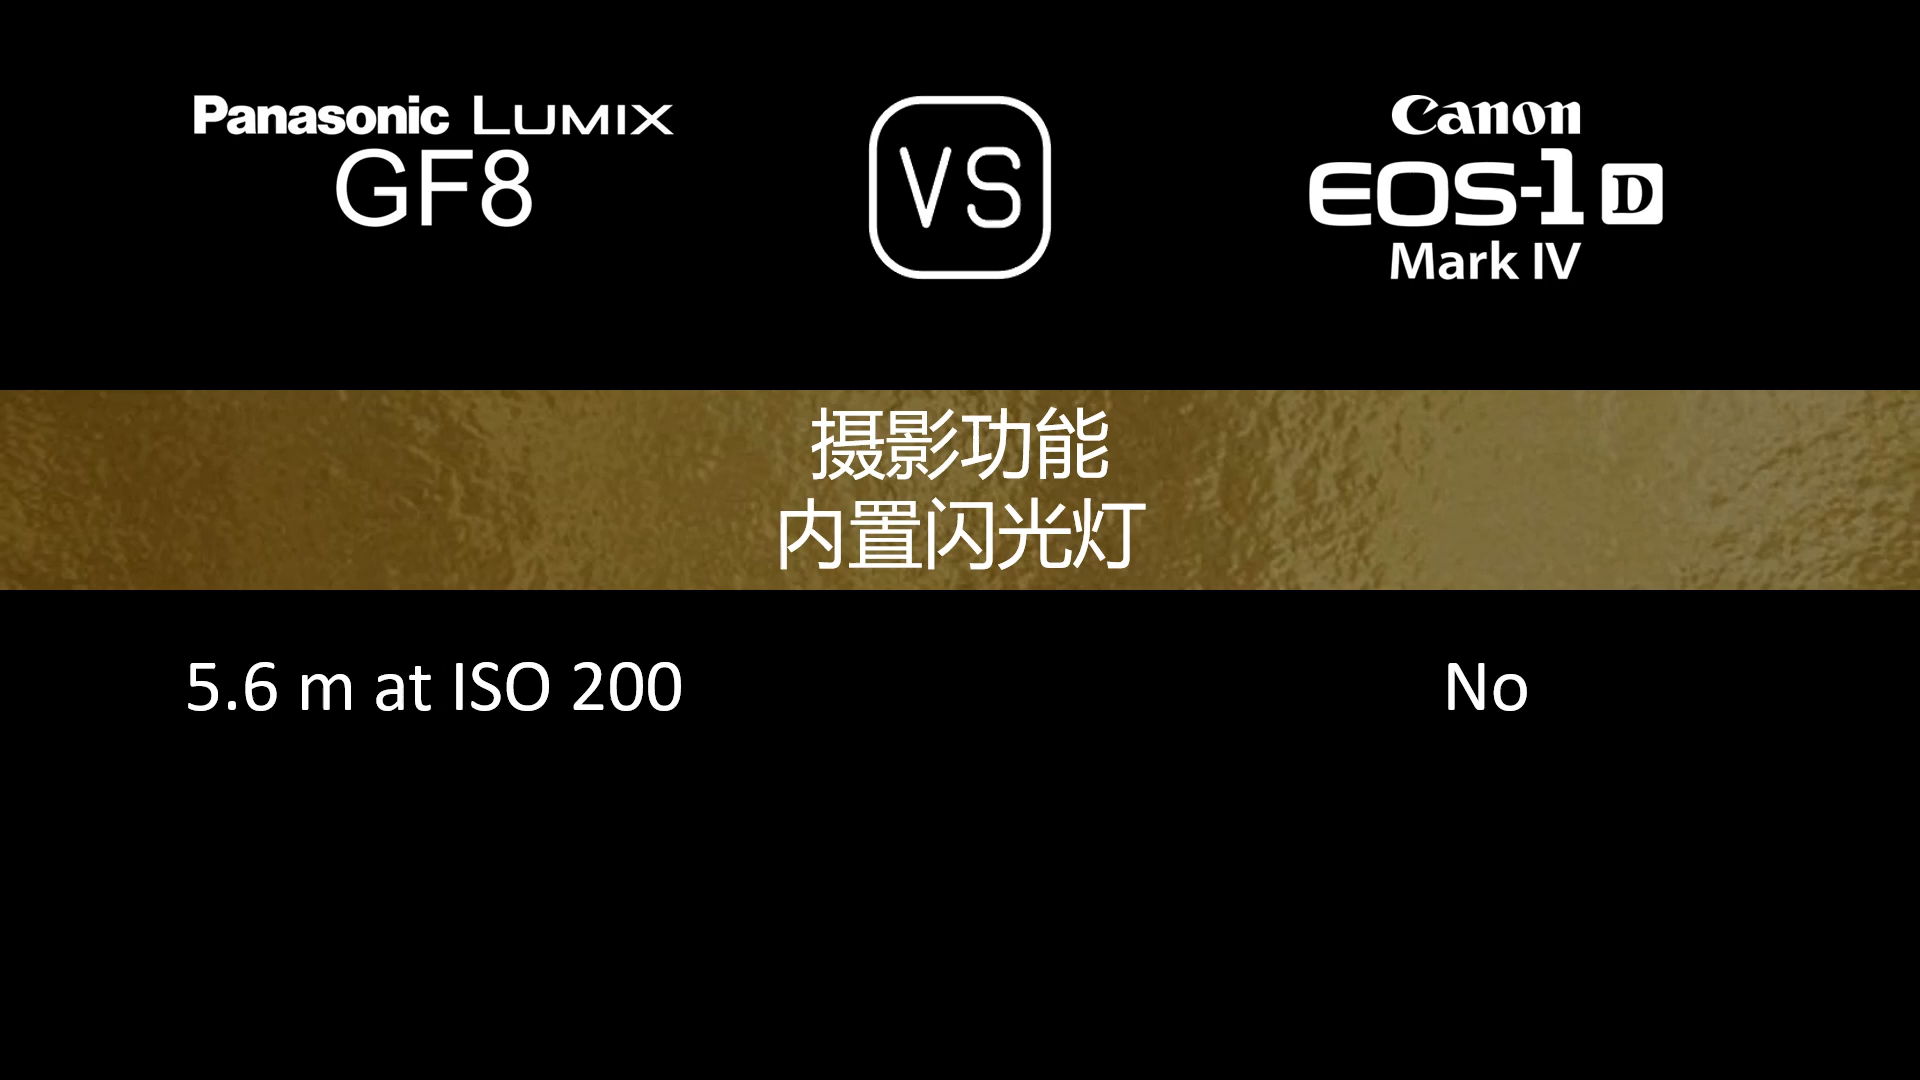 Panasonic LUMIX
GF8
VS
Canon
EOS-1 D
Mark IV
摄影功能
内置闪光灯
5.6 m at ISO 200
No